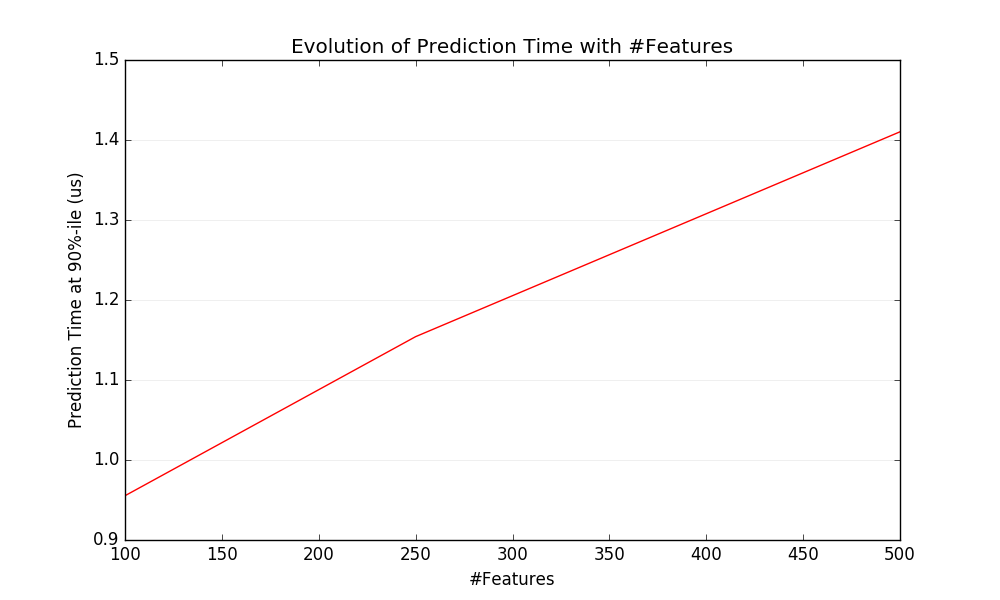 Evolution of Prediction Time with #Features
Prediction Time at 90%-ile (us)
1.5
1.4
1.3
1.2
1.1
1.0
0.9
100 150 200 250 300 350 400 450 500
#Features